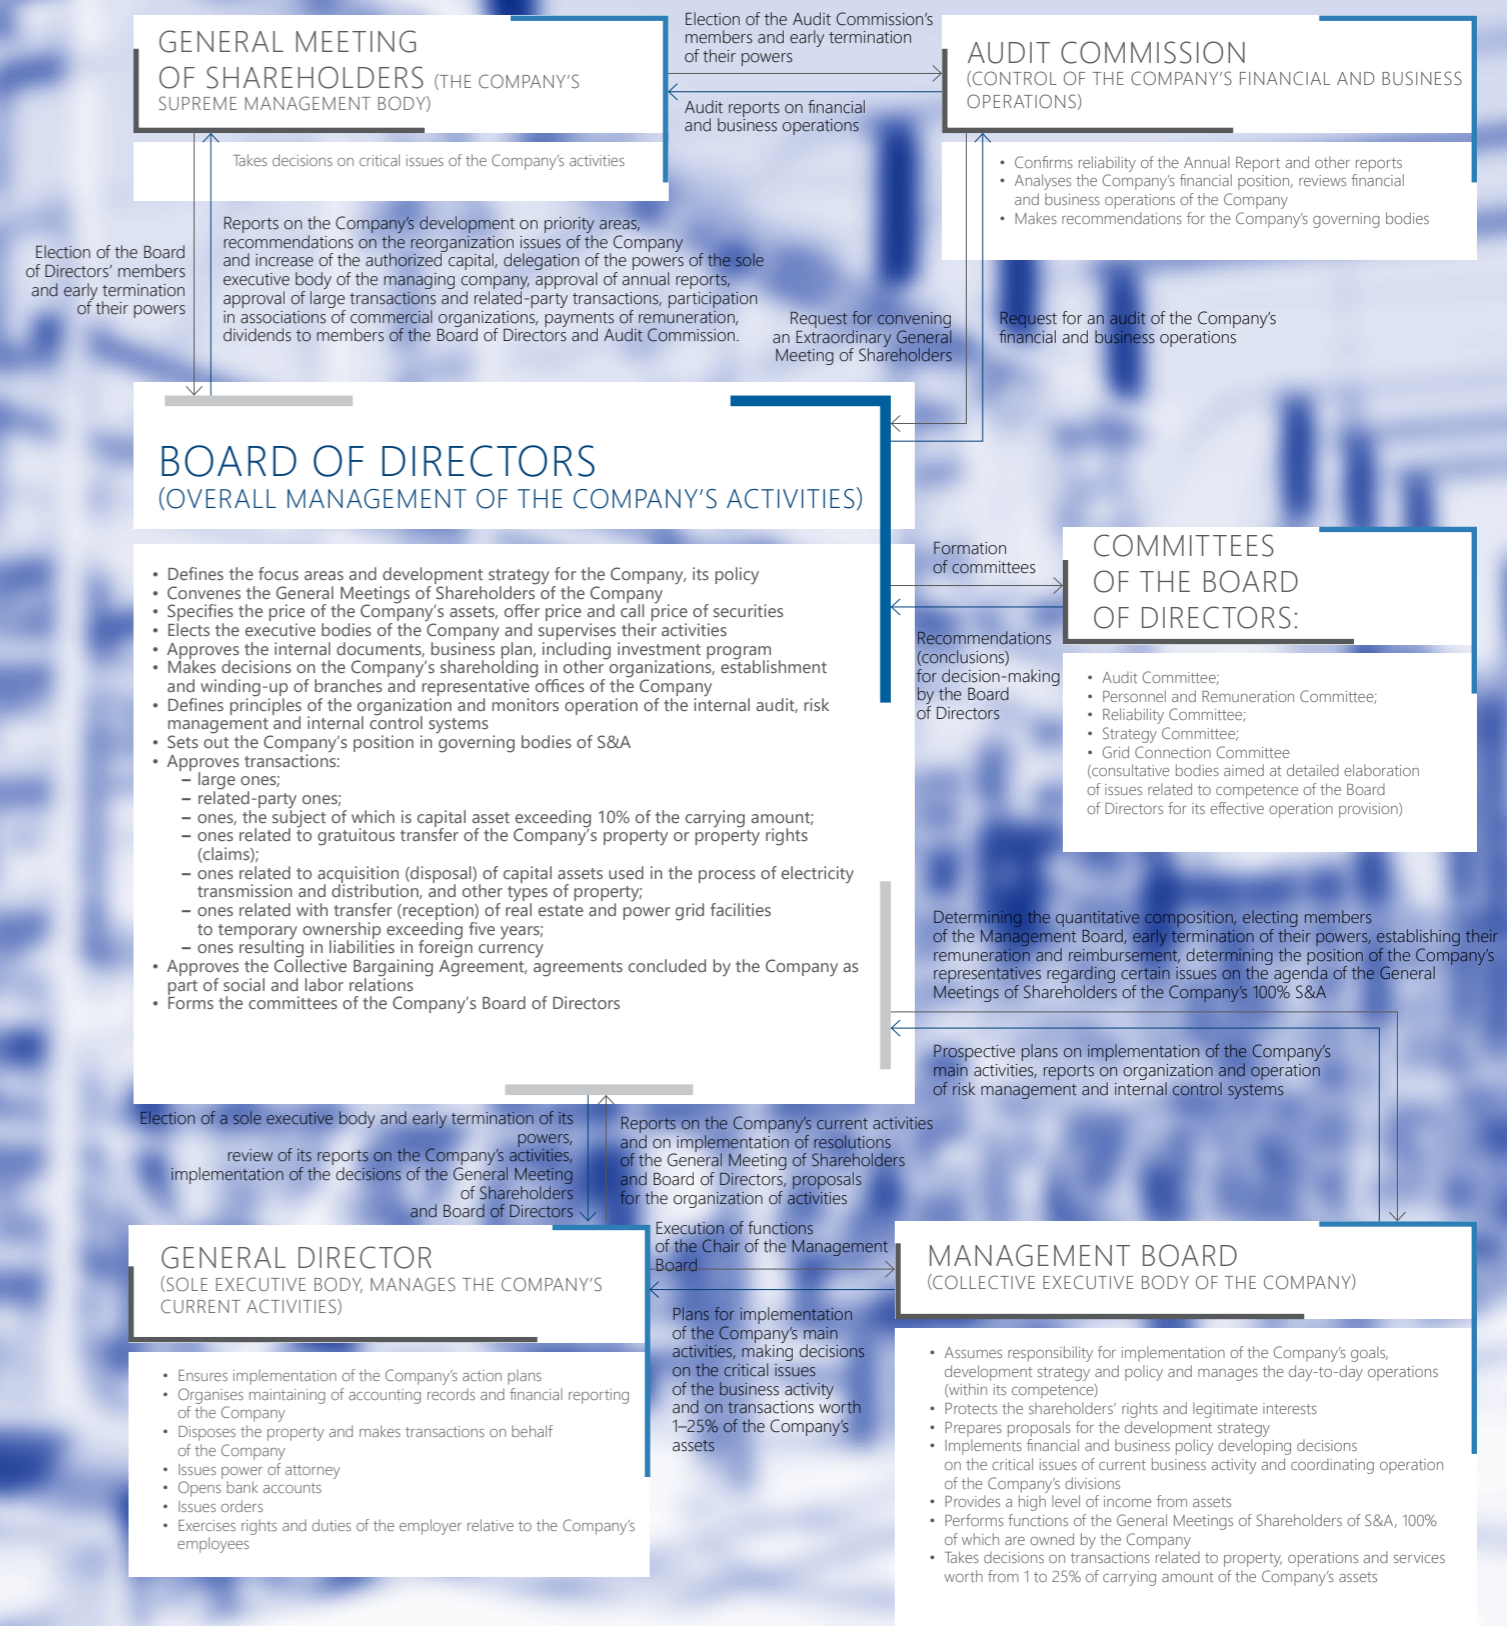 GENERAL MEETING
OF SHAREHOLDERS (THE COMPANY'S
SUPREME MANAGEMENT BODY)
Takes decisions on critical issues of the Company's activities
Election of the Audit Commission's
members and early termination
of their powers
Audit reports on financial
and business operations
AUDIT COMMISSION
(CONTROL OF THE COMPANY'S FINANCIAL AND BUSINESS
OPERATIONS)
• Confirms reliability of the Annual Report and other reports
• Analyses the Company's financial position, reviews financial
and business operations of the Company
• Makes recommendations for the Company's governing bodies
Election of the Board
of Directors' members
and early termination
of their powers
Reports on the Company's development on priority areas,
recommendations on the reorganization issues of the Company
and increase of the authorized capital, delegation of the powers of the sole
executive body of the managing company, approval of annual reports,
approval of large transactions and related-party transactions, participation
in associations of commercial organizations, payments of remuneration,
dividends to members of the Board of Directors and Audit Commission.
Request for convening
an Extraordinary General
Meeting of Shareholders
Request for an audit of the Company's
financial and business operations
BOARD OF DIRECTORS
(OVERALL MANAGEMENT OF THE COMPANY'S ACTIVITIES)
• Defines the focus areas and development strategy for the Company, its policy
• Convenes the General Meetings of Shareholders of the Company
• Specifies the price of the Company's assets, offer price and call price of securities
• Elects the executive bodies of the Company and supervises their activities
• Approves the internal documents, business plan, including investment program
• Makes decisions on the Company's shareholding in other organizations, establishment
and winding-up of branches and representative offices of the Company
• Defines principles of the organization and monitors operation of the internal audit, risk
management and internal control systems
• Sets out the Company's position in governing bodies of S&A
• Approves transactions:
– large ones;
– related-party ones;
– ones, the subject of which is capital asset exceeding 10% of the carrying amount;
– ones related to gratuitous transfer of the Company's property or property rights
(claims);
– ones related to acquisition (disposal) of capital assets used in the process of electricity
transmission and distribution, and other types of property;
– ones related with transfer (reception) of real estate and power grid facilities
to temporary ownership exceeding five years;
– ones resulting in liabilities in foreign currency
• Approves the Collective Bargaining Agreement, agreements concluded by the Company as
part of social and labor relations
• Forms the committees of the Company's Board of Directors
Formation
of committees
Recommendations
(conclusions)
for decision-making
by the Board
of Directors
COMMITTEES
OF THE BOARD
OF DIRECTORS:
• Audit Committee;
• Personnel and Remuneration Committee;
• Reliability Committee;
• Strategy Committee;
• Grid Connection Committee
(consultative bodies aimed at detailed elaboration
of issues related to competence of the Board
of Directors for its effective operation provision)
Determining the quantitative composition, electing members
of the Management Board, early termination of their powers, establishing their
remuneration and reimbursement, determining the position of the Company's
representatives regarding certain issues on the agenda of the General
Meetings of Shareholders of the Company's 100% S&A
Prospective plans on implementation of the Company's
main activities, reports on organization and operation
of risk management and internal control systems
Election of a sole executive body and early termination of its
powers,
review of its reports on the Company's activities,
implementation of the decisions of the General Meeting
of Shareholders
and Board of Directors
Reports on the Company's current activities
and on implementation of resolutions
of the General Meeting of Shareholders
and Board of Directors, proposals
for the organization of activities
GENERAL DIRECTOR
(SOLE EXECUTIVE BODY, MANAGES THE COMPANY'S
CURRENT ACTIVITIES)
• Ensures implementation of the Company's action plans
• Organises maintaining of accounting records and financial reporting
of the Company
• Disposes the property and makes transactions on behalf
of the Company
• Issues power of attorney
• Opens bank accounts
• Issues orders
• Exercises rights and duties of the employer relative to the Company's
employees
Execution of functions
of the Chair of the Management
Board
Plans for implementation
of the Company's main
activities, making decisions
on the critical issues
of the business activity
and on transactions worth
1–25% of the Company's
assets
MANAGEMENT BOARD
(COLLECTIVE EXECUTIVE BODY OF THE COMPANY)
• Assumes responsibility for implementation of the Company's goals,
development strategy and policy and manages the day-to-day operations
(within its competence)
• Protects the shareholders' rights and legitimate interests
• Prepares proposals for the development strategy
• Implements financial and business policy developing decisions
on the critical issues of current business activity and coordinating operation
of the Company's divisions
• Provides a high level of income from assets
• Performs functions of the General Meetings of Shareholders of S&A, 100%
of which are owned by the Company
• Takes decisions on transactions related to property, operations and services
worth from 1 to 25% of carrying amount of the Company's assets